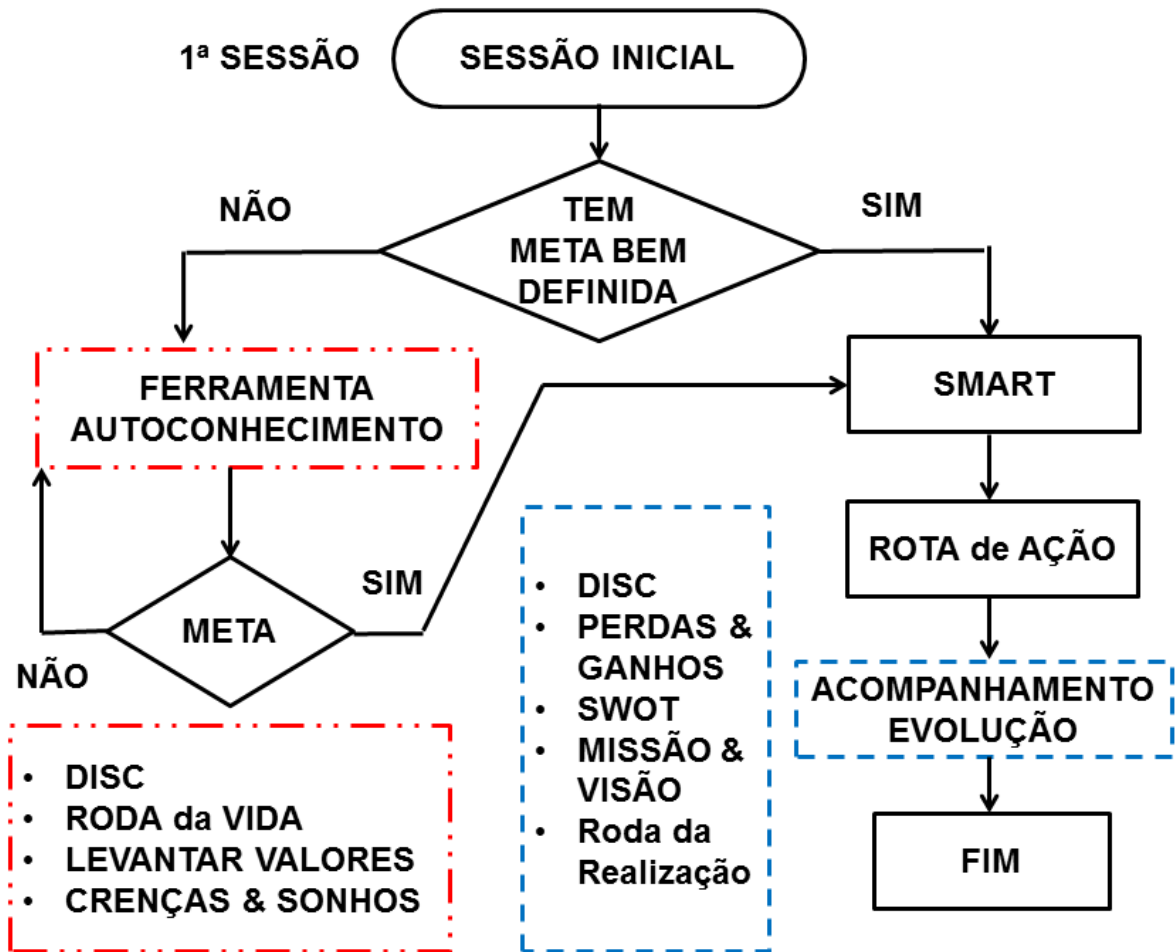 1ª SESSÃO
SESSÃO INICIAL
NÃO
TEM
META BEM
DEFINIDA
SIM
FERRAMENTA
AUTOCONHECIMENTO
SMART
META
SIM
NÃO
ROTA de AÇÃO
ACOMPANHAMENTO
EVOLUÇÃO
FIM
• DISC
• RODA da VIDA
• LEVANTAR VALORES
• CRENÇAS & SONHOS
• DISC
• PERDAS &
GANHOS
• SWOT
• MISSÃO &
VISÃO
• Roda da
Realização